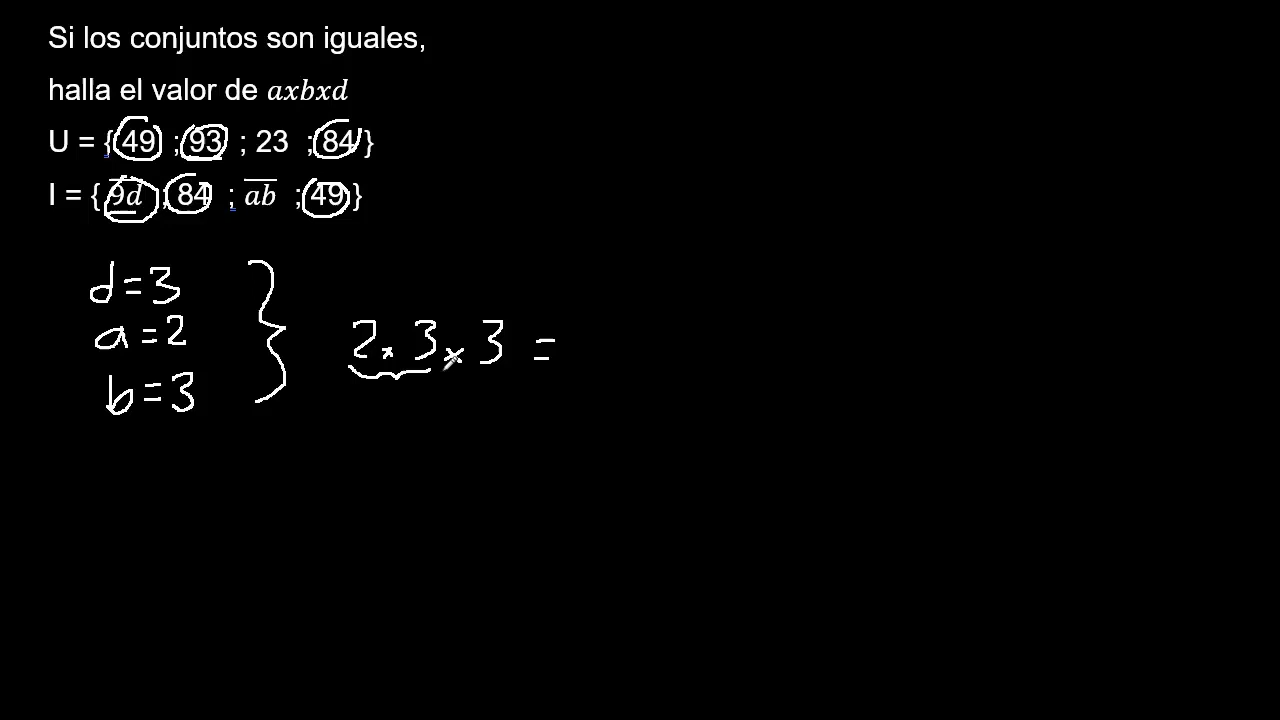 Si los conjuntos son iguales,
halla el valor de axbxd
U = { 49 ; 93 ; 23 ; 84 }
I = { 9d ; 84 ; ab ; 49 }
d = 3
a = 2
b = 3
2 x 3 x 3 =